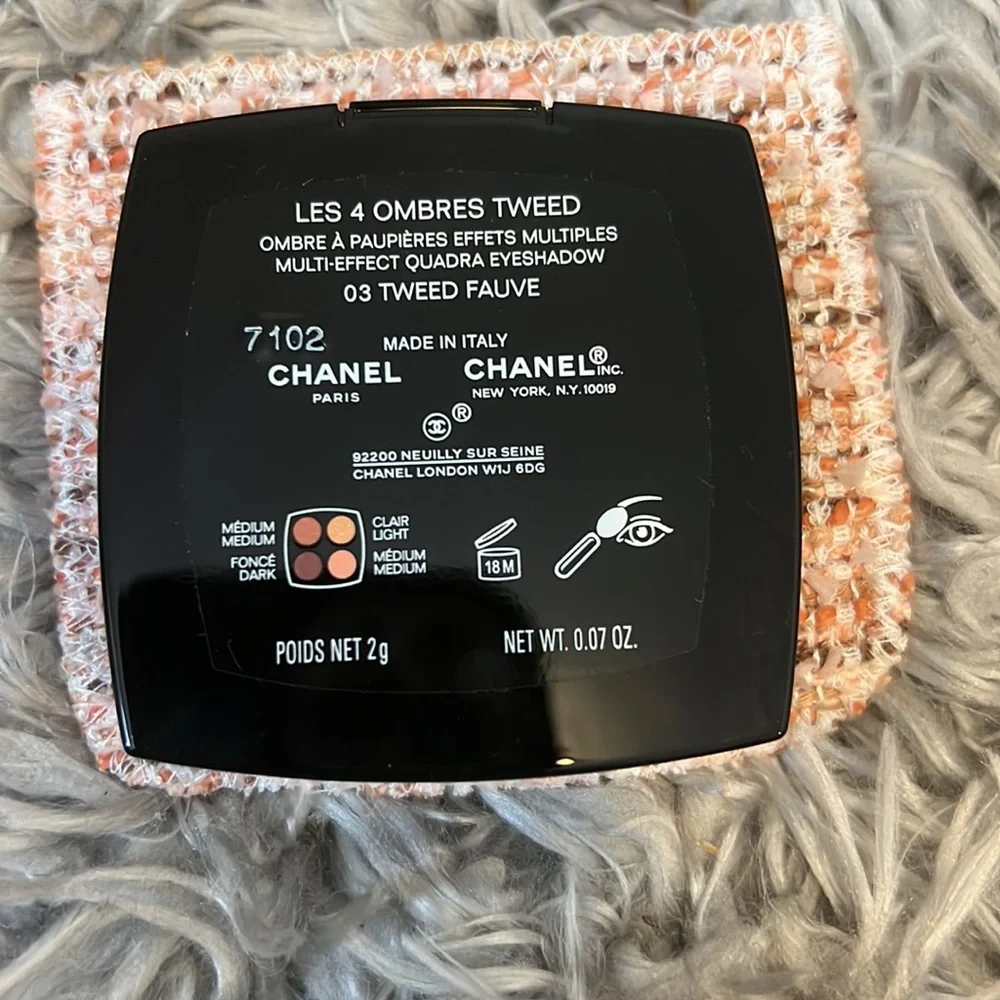 LES 4 OMBRES TWEED
OMBRE À PAUPIÈRES EFFETS MULTIPLES
MULTI-EFFECT QUADRA EYESHADOW
03 TWEED FAUVE
7102
MADE IN ITALY
CHANEL
PARIS
CHANEL® INC.
NEW YORK, N.Y. 10019
®
92200 NEUILLY SUR SEINE
CHANEL LONDON W1J 6DG
MÉDIUM
MEDIUM
CLAIR
LIGHT
FONCÉ
DARK
MÉDIUM
MEDIUM
18 M
POIDS NET 2g
NET WT. 0.07 OZ.